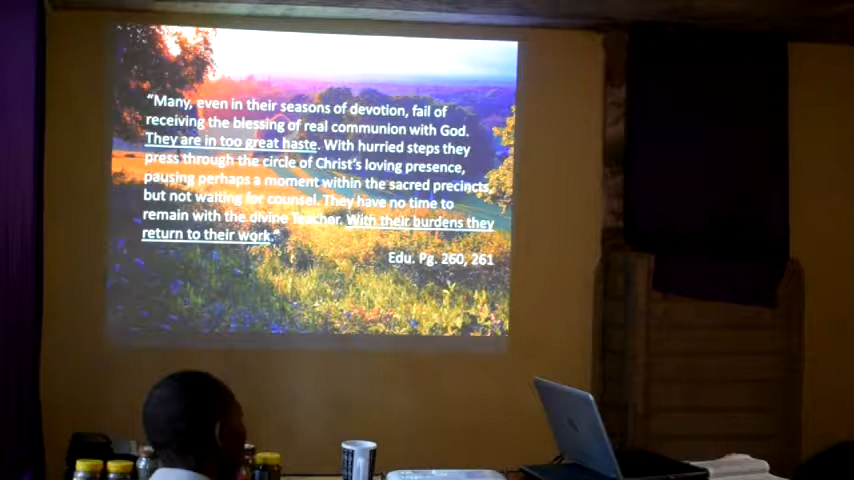 “Many, even in their seasons of devotion, fail of
receiving the blessing of real communion with God.
They are in too great haste. With hurried steps they
press through the circle of Christ’s loving presence,
pausing perhaps a moment within the sacred precincts,
but not waiting for counsel. They have no time to
remain with the divine Teacher. With their burdens they
return to their work.”
Edu. Pg. 260, 261